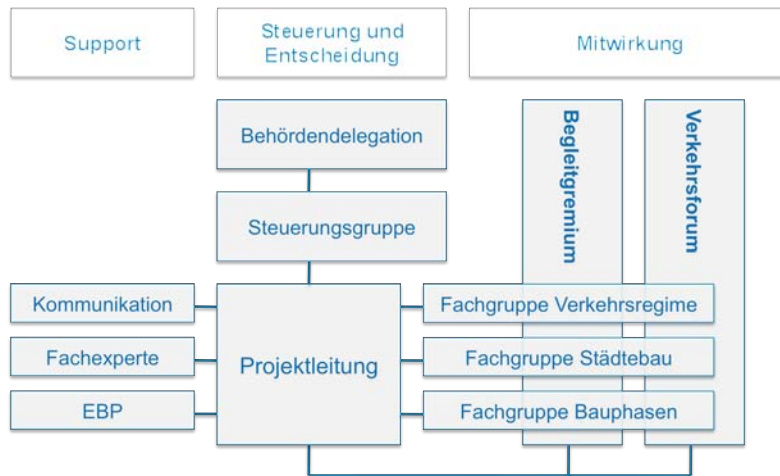 Support
Steuerung und
Entscheidung
Mitwirkung
Behördendelegation
Steuerungsgruppe
Begleitgremium
Verkehrsforum
Kommunikation
Fachexperte
EBP
Projektleitung
Fachgruppe Verkehrsregime
Fachgruppe Städtebau
Fachgruppe Bauphasen